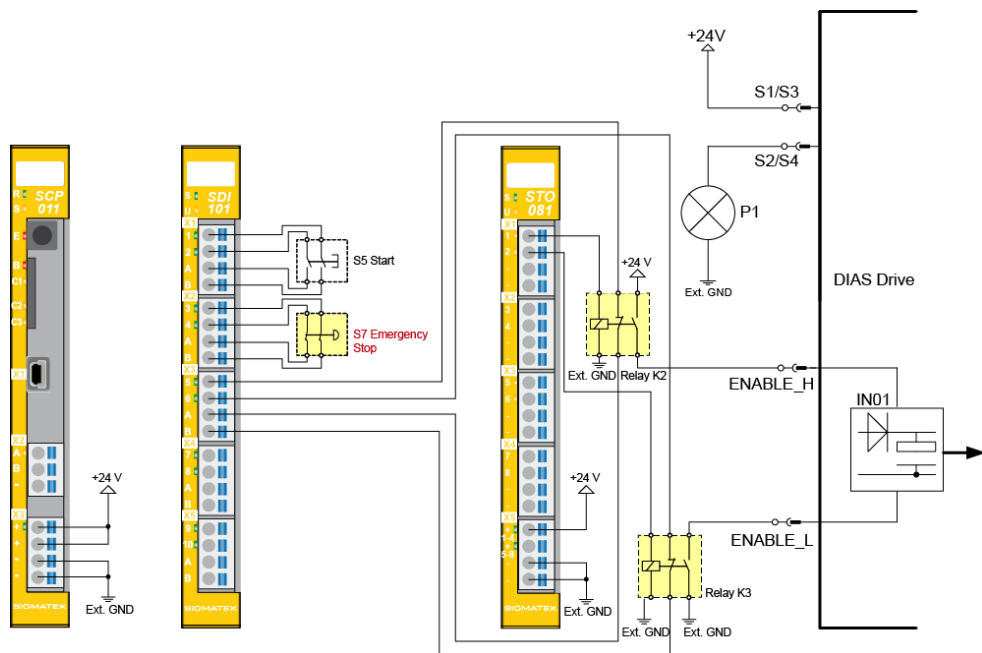 R
S
SCP
011
E
B
C1
C2
C3
X1
X2
A
B
-
X3
+
+
-
-
+24 V
Ext. GND
SIGMATEK
S
U
SDI
101
X1
1
2
A
B
X2
3
4
A
B
X3
5
6
A
B
X4
7
8
A
B
X5
9
10
A
B
SIGMATEK
S5 Start
S7 Emergency
Stop
S
U
STO
081
X1
1
2
-
-
X2
3
4
-
-
X3
5
6
-
-
X4
7
8
-
-
X5
+
1-4
+
5-8
-
-
SIGMATEK
+24 V
Ext. GND
+24 V
Ext. GND
Relay K2
Relay K3
Ext. GND
Ext. GND
+24V
S1/S3
S2/S4
P1
Ext. GND
DIAS Drive
ENABLE_H
IN01
ENABLE_L